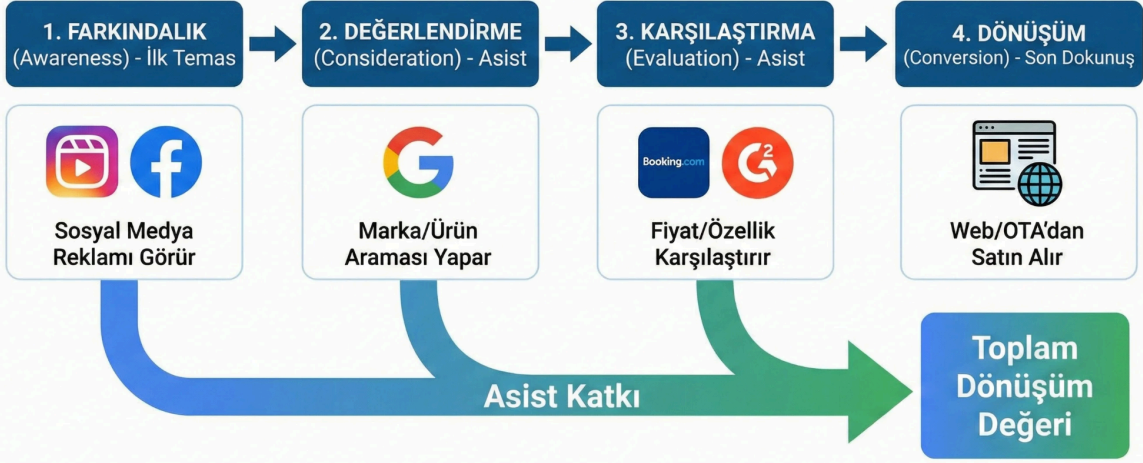 1. FARKINDALIK
(Awareness) - İlk Temas
2. DEĞERLENDİRME
(Consideration) - Asist
3. KARŞILAŞTIRMA
(Evaluation) - Asist
4. DÖNÜŞÜM
(Conversion) - Son Dokunuş
Sosyal Medya
Reklamı Görür
Marka/Ürün
Araması Yapar
Booking.com
G2
Fiyat/Özellik
Karşılaştırır
Web/OTA'dan
Satın Alır
Asist Katkı
Toplam
Dönüşüm
Değeri